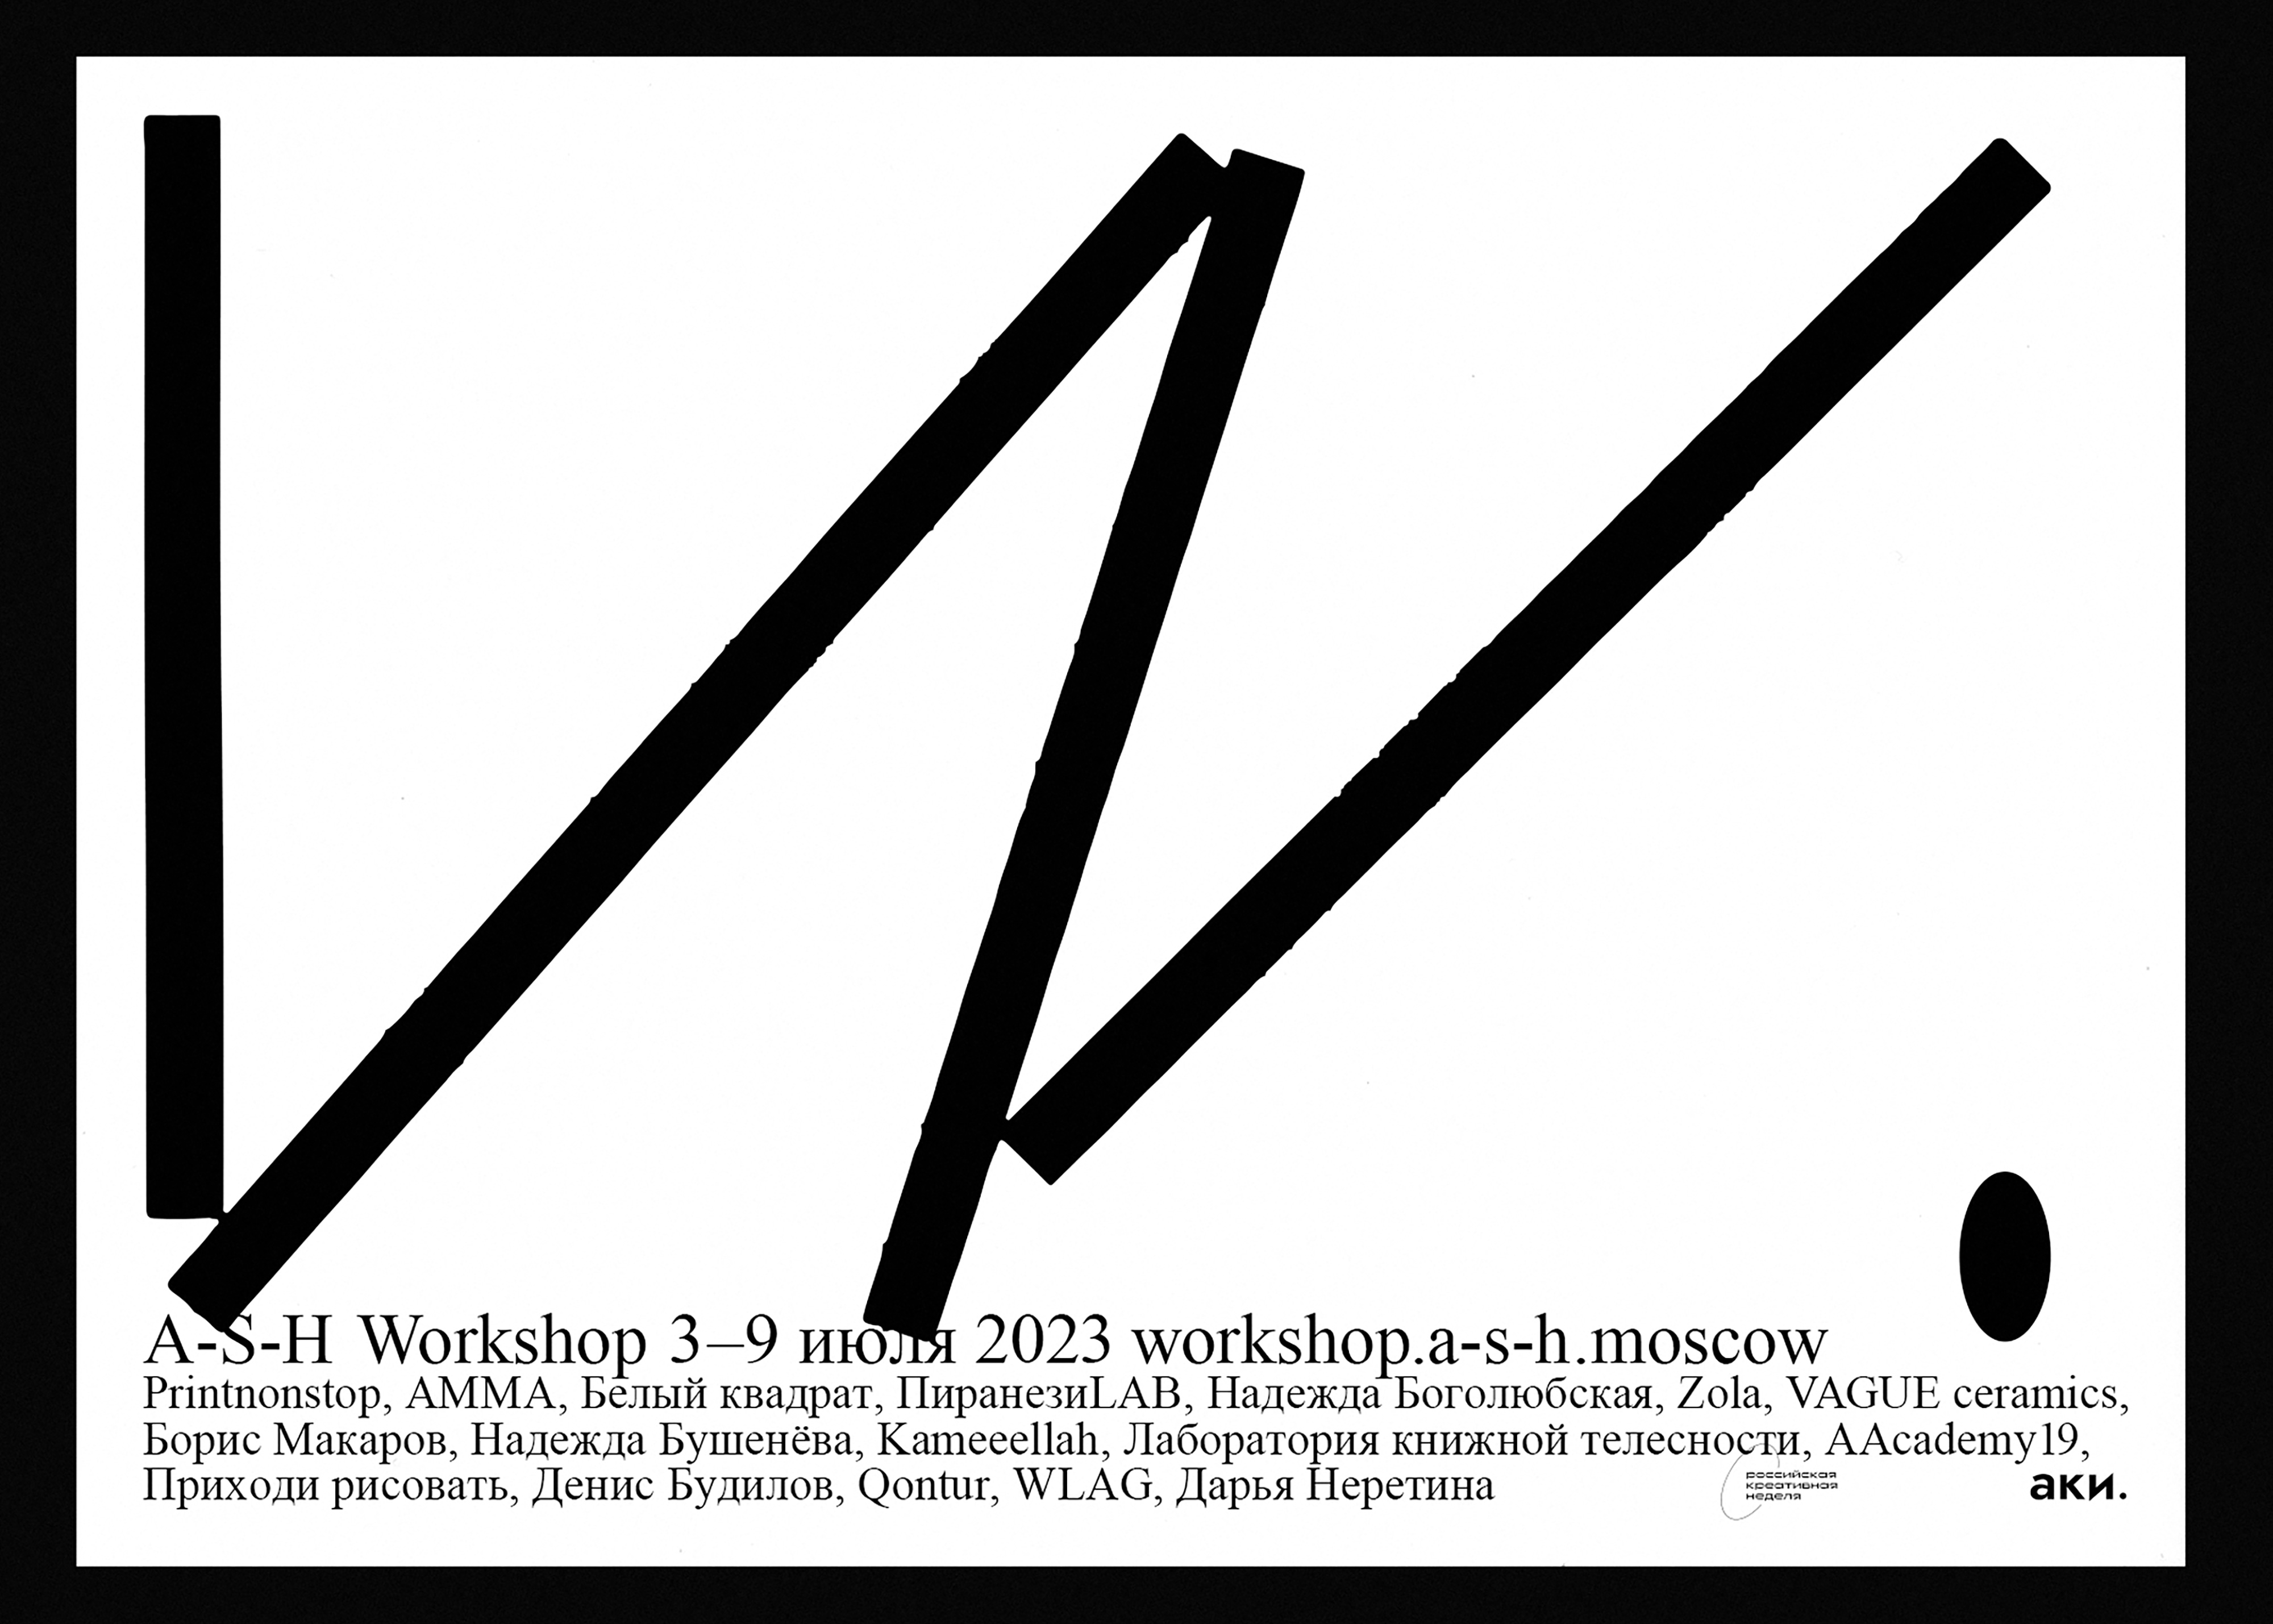 A-S-H Workshop 3–9 июля 2023 workshop.a-s-h.moscow
Printnonstop, AMMA, Белый квадрат, ПиранезиLAB, Надежда Боголюбская, Zola, VAGUE ceramics,
Борис Макаров, Надежда Бушенёва, Kameeellah, Лаборатория книжной телесности, AAcademy19,
Приходи рисовать, Денис Будилов, Qontur, WLAG, Дарья Неретина
российская
креативная
неделя
аки.